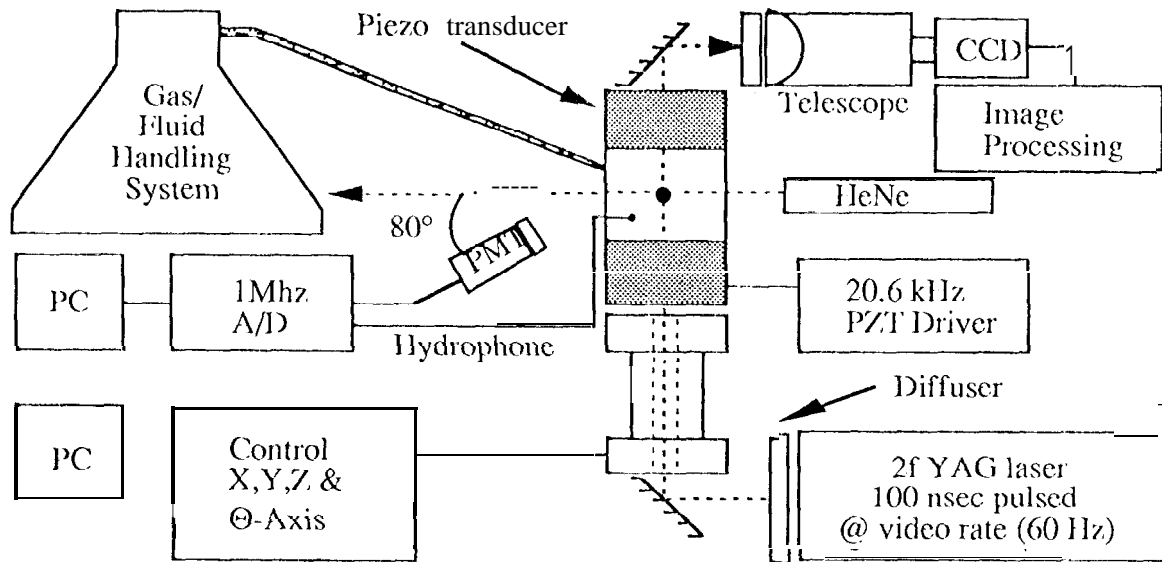 Piezo transducer
CCD
Gas/
Fluid
Handling
System
Telescope
Image
Processing
HeNe
80°
PMT
PC
1Mhz
A/D
20.6 kHz
PZT Driver
Hydrophone
Diffuser
PC
Control
X,Y,Z &
Θ-Axis
2f YAG laser
100 nsec pulsed
@ video rate (60 Hz)